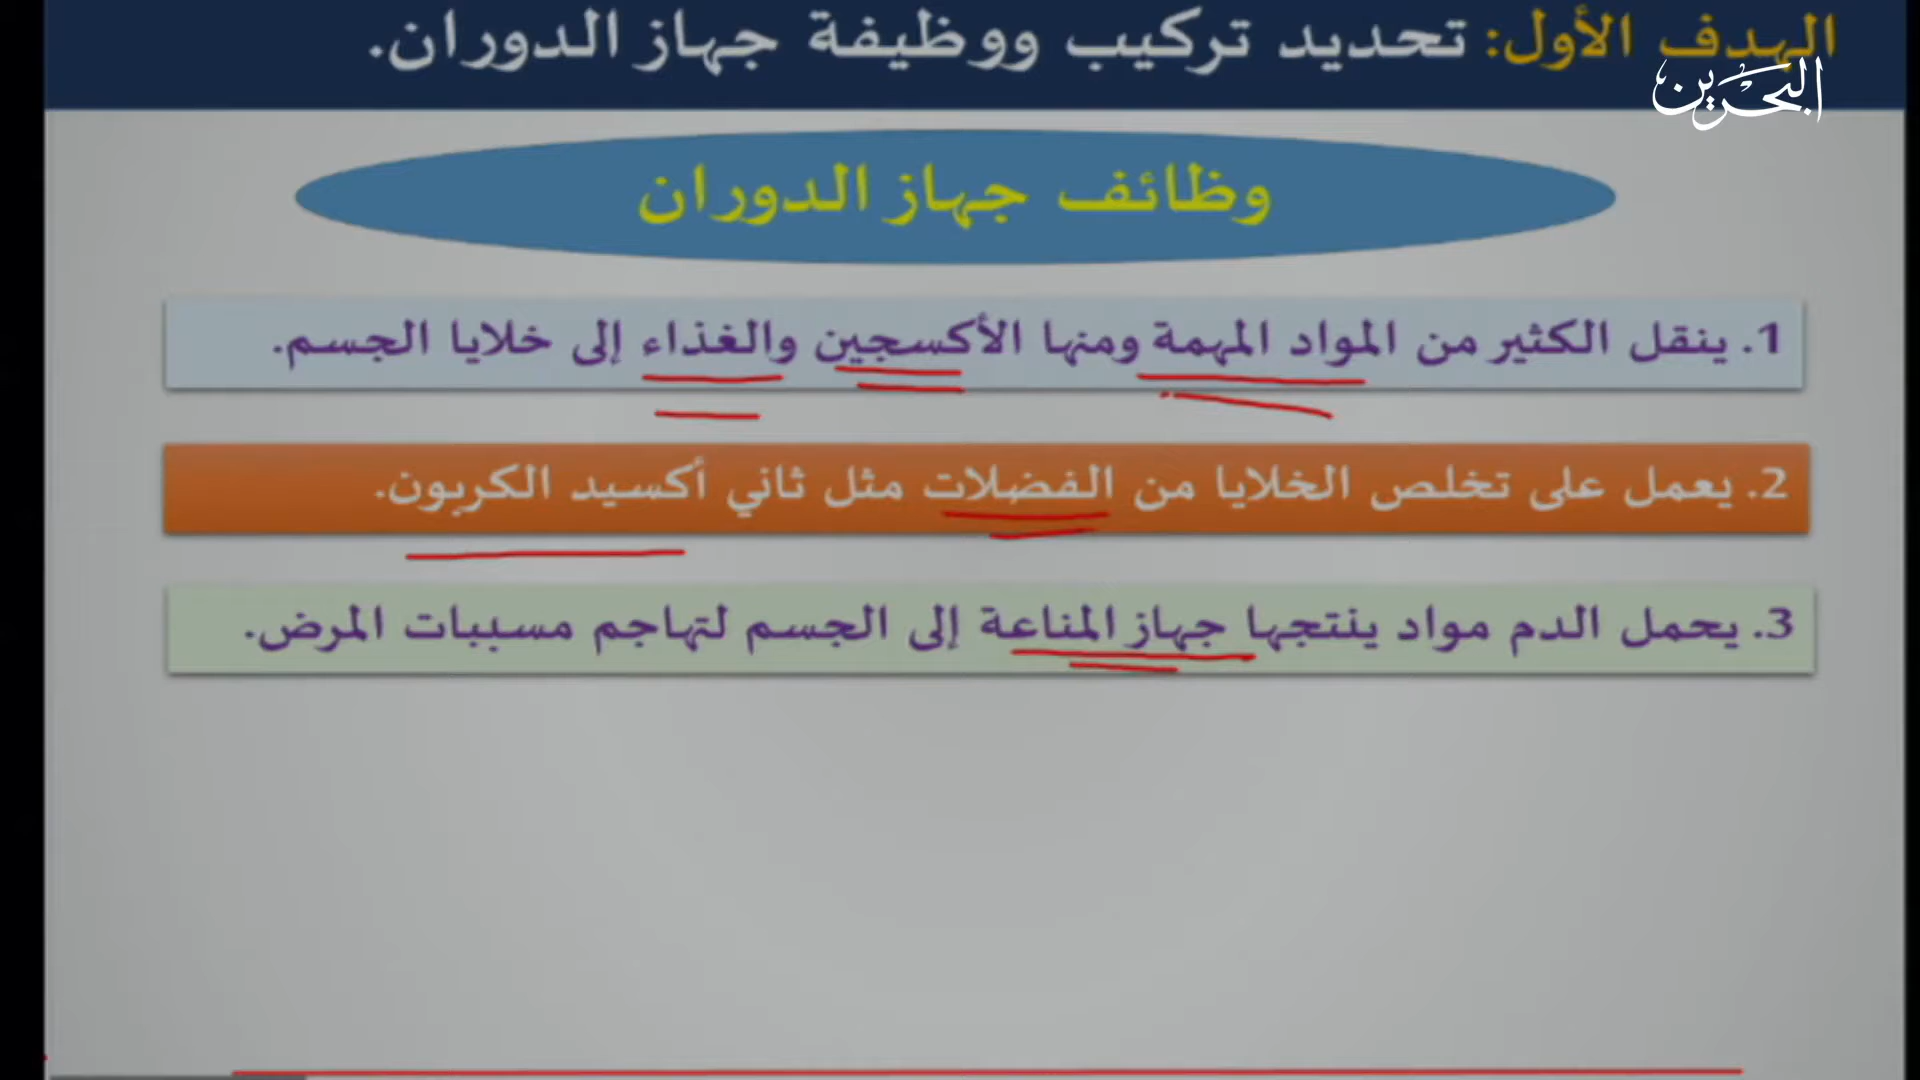 الهدف الأول: تحديد تركيب ووظيفة جهاز الدوران.
البحرين
وظائف جهاز الدوران
1. ينقل الكثير من المواد المهمة ومنها الأكسجين والغذاء إلى خلايا الجسم.
2. يعمل على تخلص الخلايا من الفضلات مثل ثاني أكسيد الكربون.
3. يحمل الدم مواد ينتجها جهاز المناعة إلى الجسم لتهاجم مسببات المرض.